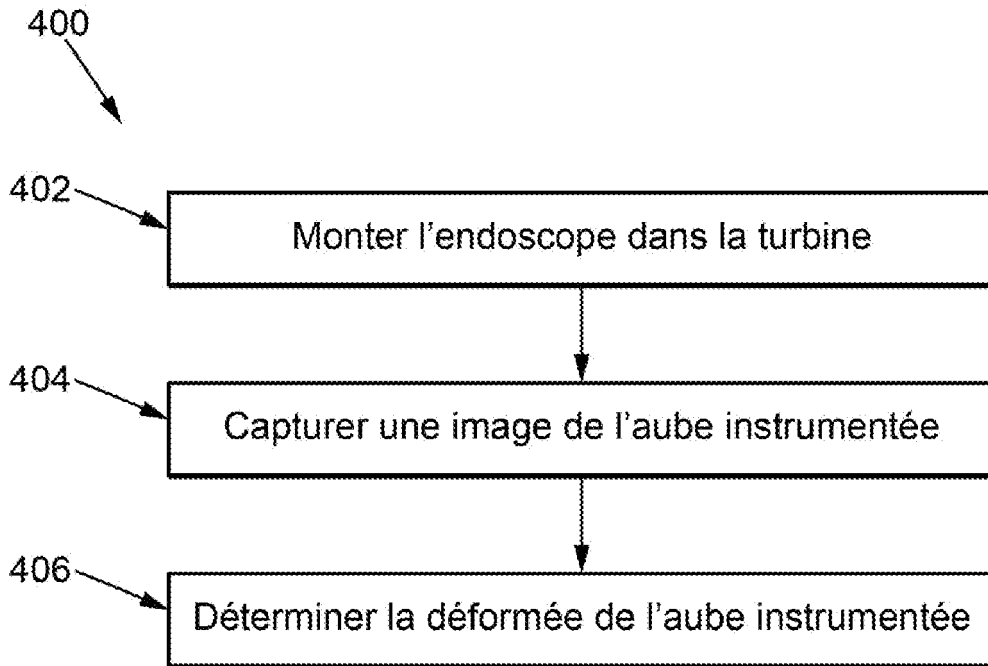 400
402
Monter l'endoscope dans la turbine
404
Capturer une image de l'aube instrumentée
406
Déterminer la déformée de l'aube instrumentée